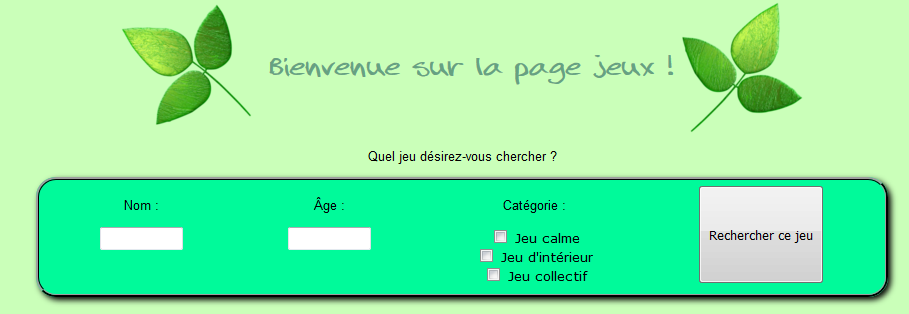 Bienvenue sur la page jeux !
Quel jeu désirez-vous chercher ?
Nom :
Âge :
Catégorie :
Jeu calme
Jeu d'intérieur
Jeu collectif
Rechercher ce jeu